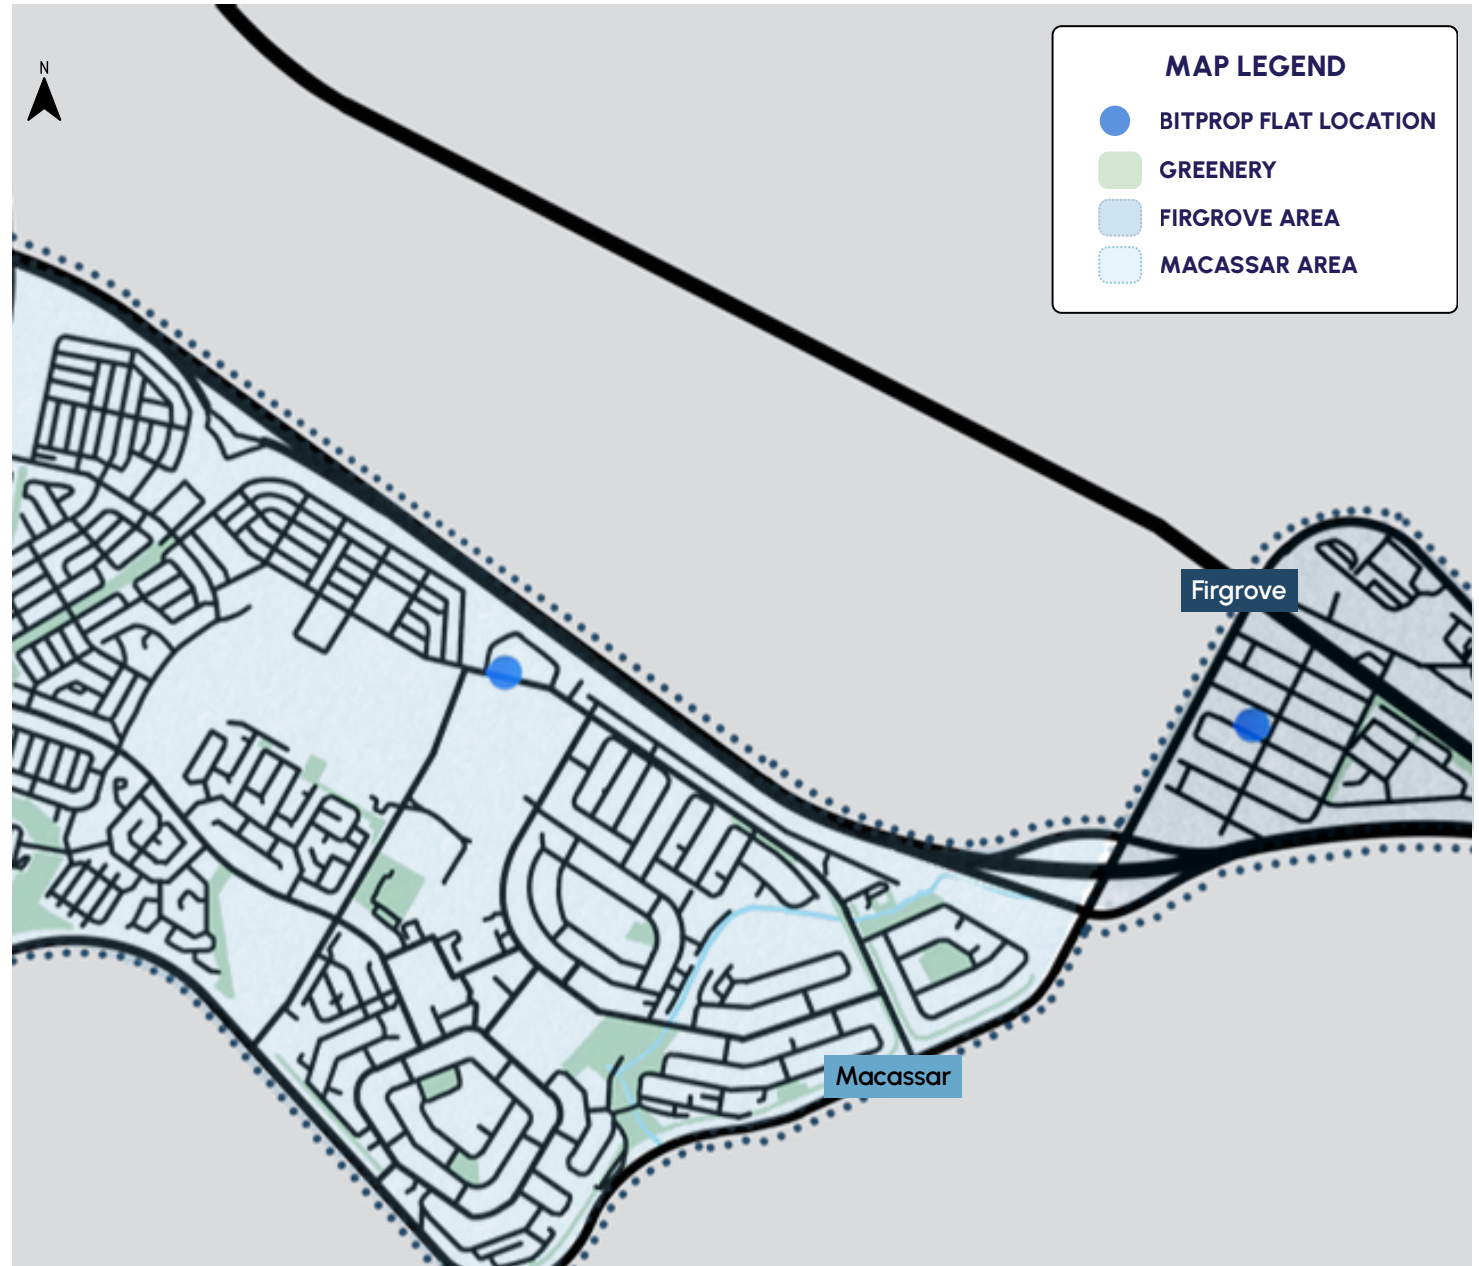 N
MAP LEGEND
BITPROP FLAT LOCATION
GREENERY
FIRGROVE AREA
MACASSAR AREA
Firgrove
Macassar